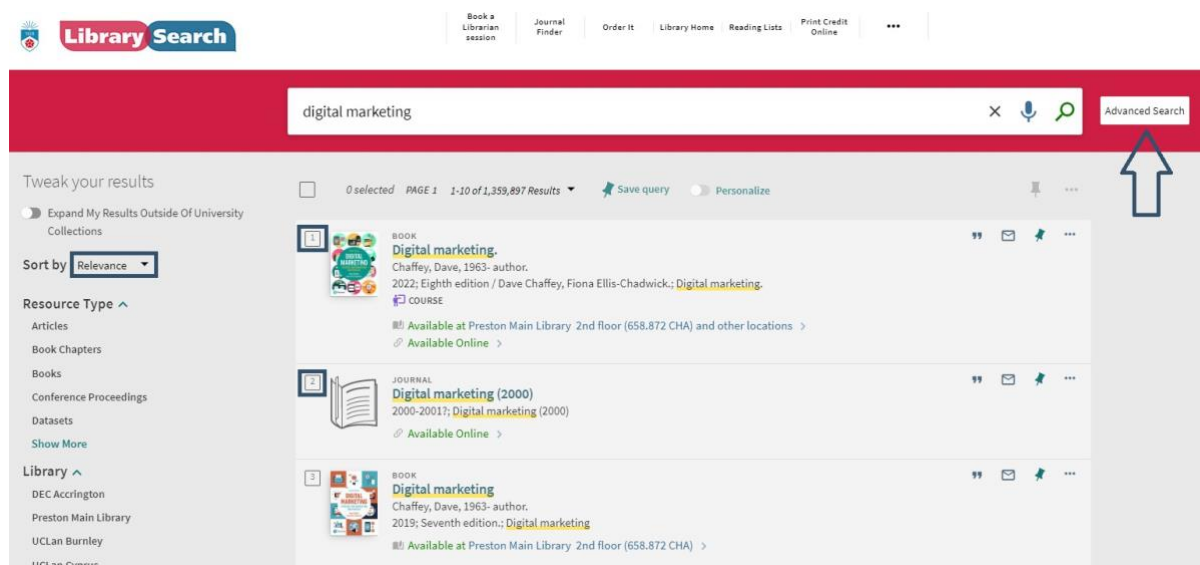 Library Search
Book a
Librarian
session
Journal
Finder
Order It
Library Home
Reading Lists
Print Credit
Online
digital marketing
Advanced Search
Tweak your results
Expand My Results Outside Of University
Collections
Sort by Relevance
Resource Type
Articles
Book Chapters
Books
Conference Proceedings
Datasets
Show More
Library
DEC Accrington
Preston Main Library
UCLan Burnley
UCLan Cyprus
0 selected PAGE 1 1-10 of 1,359,897 Results
Save query
Personalize
1
DIGITAL
MARKETING
BOOK
Digital marketing.
Chaffey, Dave, 1963- author.
2022; Eighth edition / Dave Chaffey, Fiona Ellis-Chadwick.; Digital marketing.
COURSE
Available at Preston Main Library 2nd floor (658.872 CHA) and other locations >
Available Online >
2
JOURNAL
Digital marketing (2000)
2000-2001?; Digital marketing (2000)
Available Online >
3
DIGITAL
MARKETING
BOOK
Digital marketing
Chaffey, Dave, 1963- author.
2019; Seventh edition.; Digital marketing
Available at Preston Main Library 2nd floor (658.872 CHA) >